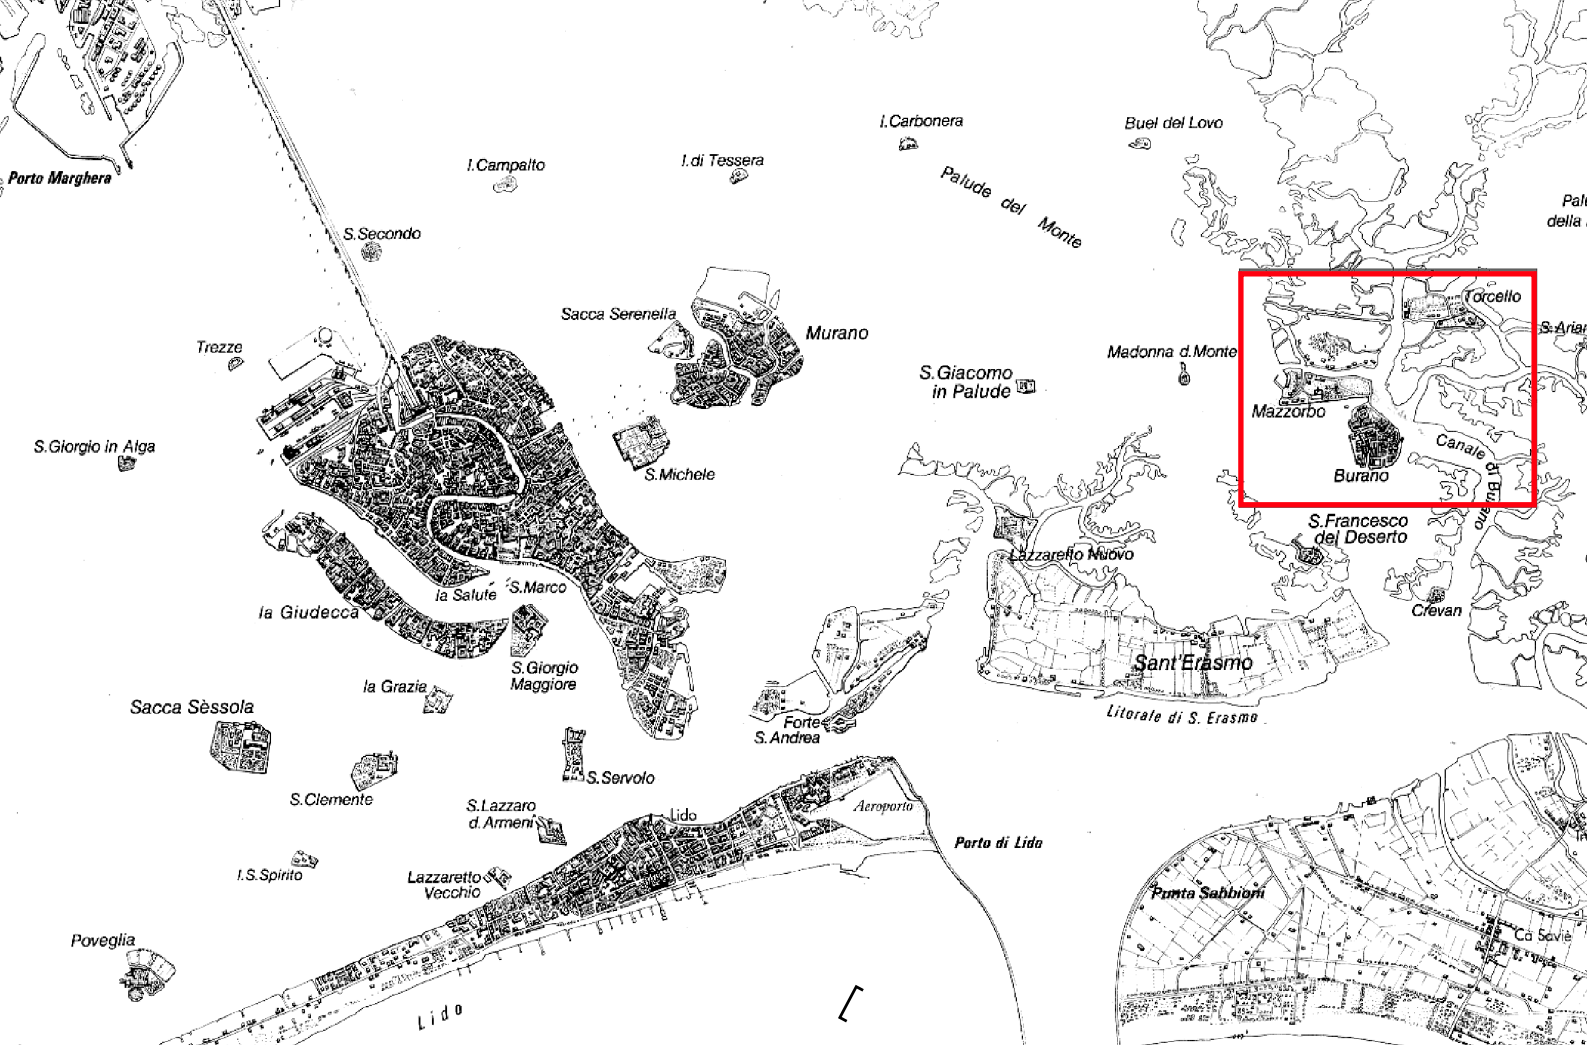 I.Carbonera
Buel del Lovo
Porto Marghera
I.Campalto
I.di Tessera
Palude del Monte
S.Secondo
della
Torcello
Sacca Serenella
Murano
Trezze
Madonna d.Monte
S.Giacomo
in Palude
Mazzorbo
S.Giorgio in Alga
S.Michele
Canale di Burano
Burano
S.Francesco
del Deserto
Lazzaretto Nuovo
la Salute
S.Marco
la Giudecca
Crevan
S.Giorgio
Maggiore
Sant'Erasmo
la Grazia
Sacca Sèssola
Litorale di S. Erasmo
Forte
S.Andrea
S.Servolo
S.Clemente
S.Lazzaro
d.Armeni
Lido
Aeroporto
Porto di Lido
I.S.Spirito
Lazzaretto
Vecchio
Punta Sabbioni
Poveglia
Ca Savie
Lido